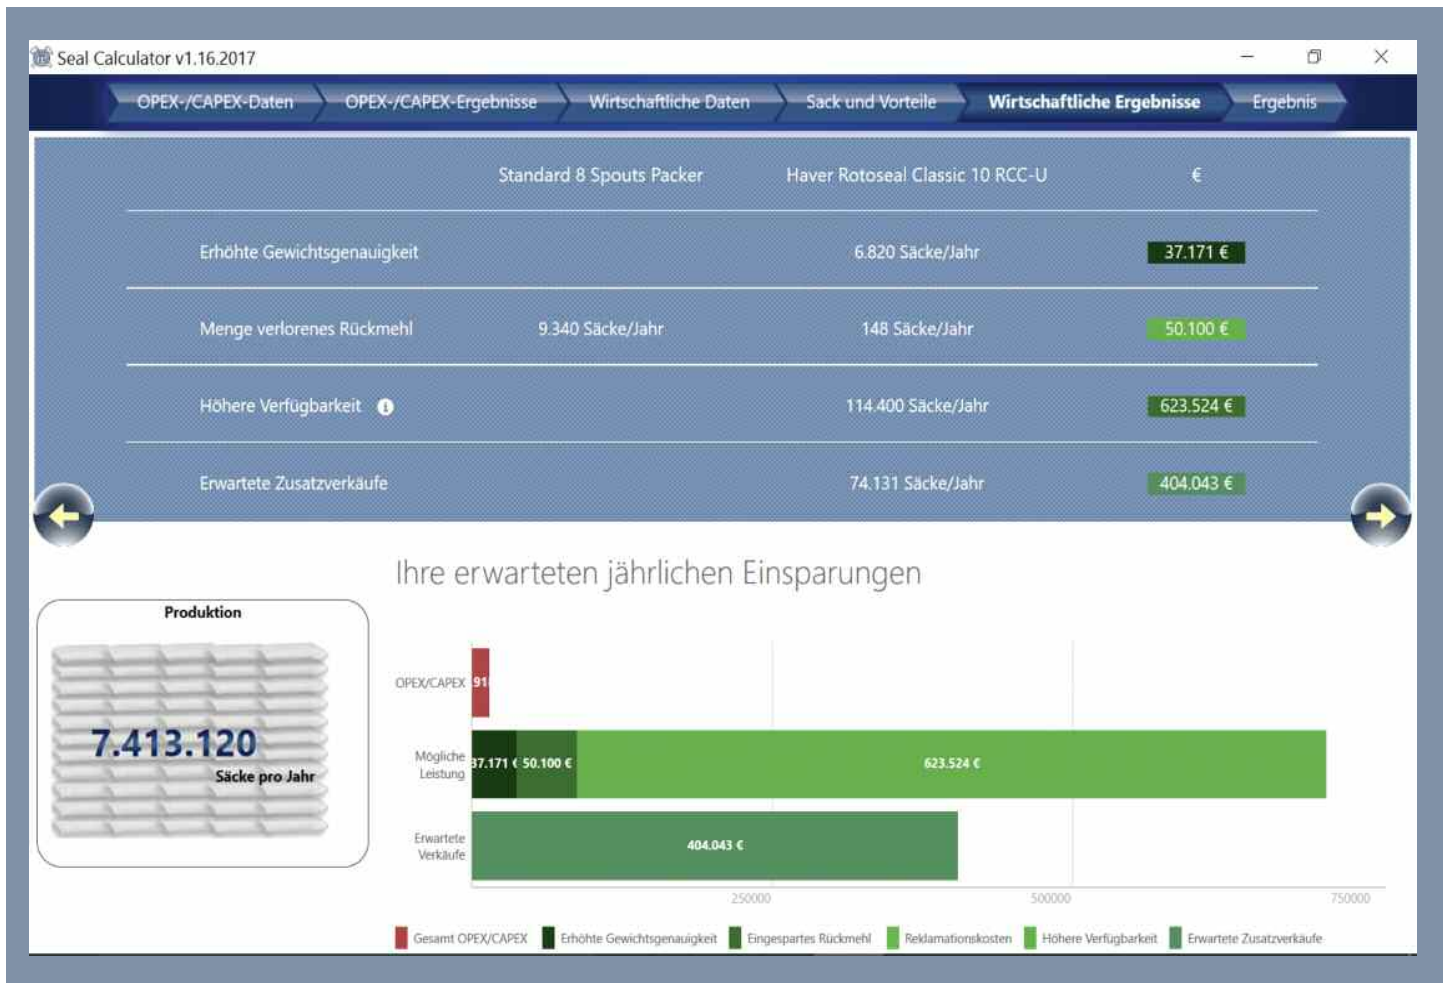 Seal Calculator v1.16.2017
OPEX-/CAPEX-Daten OPEX-/CAPEX-Ergebnisse Wirtschaftliche Daten Sack und Vorteile Wirtschaftliche Ergebnisse Ergebnis
Standard 8 Spouts Packer Haver Rotoseal Classic 10 RCC-U €
Erhöhte Gewichtsgenauigkeit 6.820 Säcke/Jahr 37.171 €
Menge verlorenes Rückmehl 9.340 Säcke/Jahr 148 Säcke/Jahr 50.100 €
Höhere Verfügbarkeit i 114.400 Säcke/Jahr 623.524 €
Erwartete Zusatzverkäufe 74.131 Säcke/Jahr 404.043 €
Ihre erwarteten jährlichen Einsparungen
Produktion
7.413.120
Säcke pro Jahr
OPEX/CAPEX
Mögliche
Leistung
37.171 € 50.100 € 623.524 €
Erwartete
Verkäufe
404.043 €
250000 500000 750000
Gesamt OPEX/CAPEX Erhöhte Gewichtsgenauigkeit Eingespartes Rückmehl Reklamationskosten Höhere Verfügbarkeit Erwartete Zusatzverkäufe